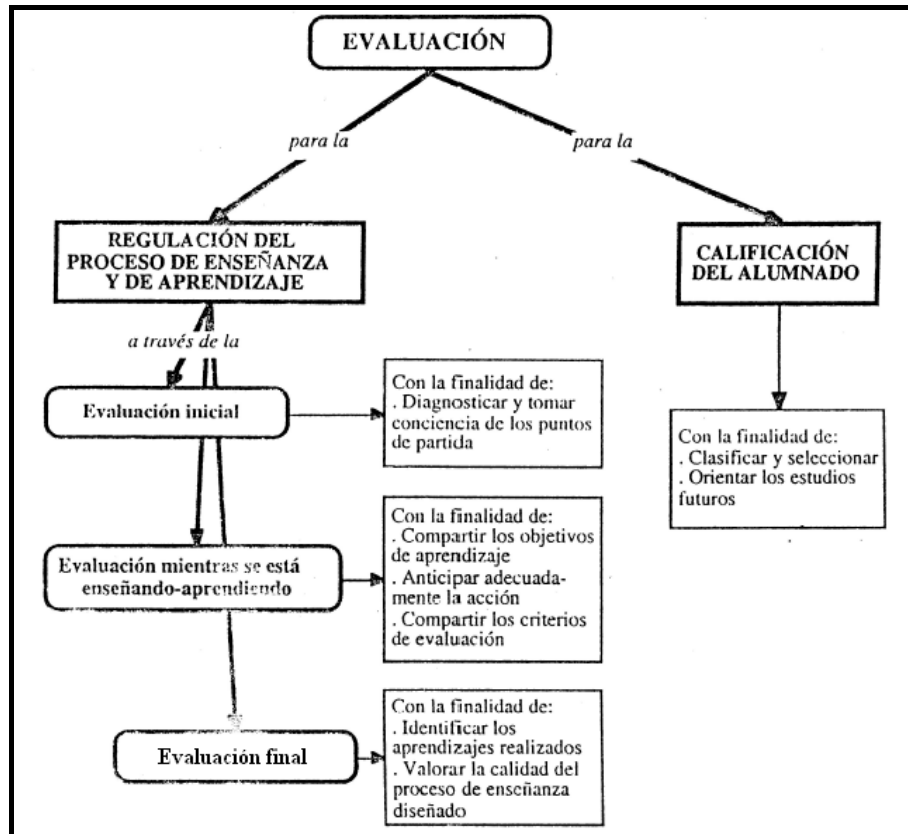 EVALUACIÓN
para la
para la
REGULACIÓN DEL
PROCESO DE ENSEÑANZA
Y DE APRENDIZAJE
CALIFICACIÓN
DEL ALUMNADO
a través de la
Evaluación inicial
Con la finalidad de:
. Diagnosticar y tomar
conciencia de los puntos
de partida
Con la finalidad de:
. Clasificar y seleccionar
. Orientar los estudios
futuros
Evaluación mientras se está
enseñando-aprendiendo
Con la finalidad de:
. Compartir los objetivos
de aprendizaje
. Anticipar adecuada-
mente la acción
. Compartir los criterios
de evaluación
Evaluación final
Con la finalidad de:
. Identificar los
aprendizajes realizados
. Valorar la calidad del
proceso de enseñanza
diseñado